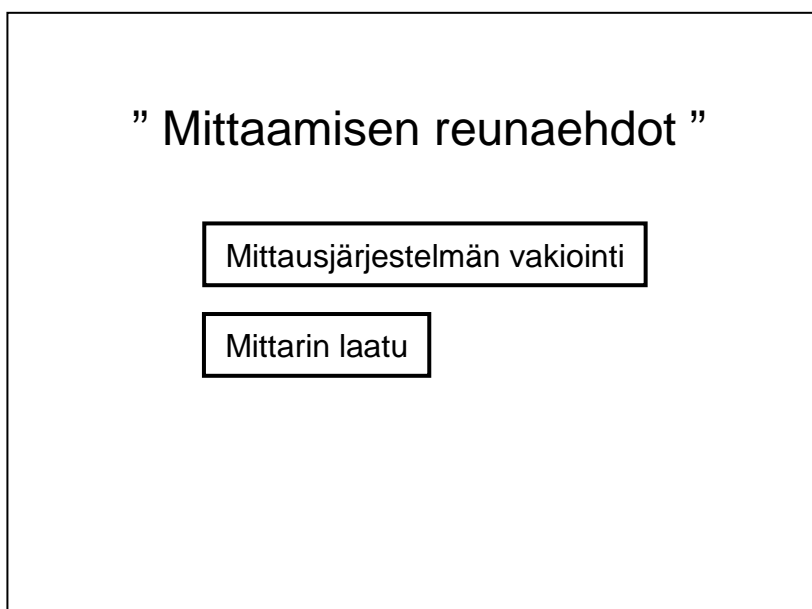 ” Mittaamisen reunaehdot ”
Mittausjärjestelmän vakiointi
Mittarin laatu